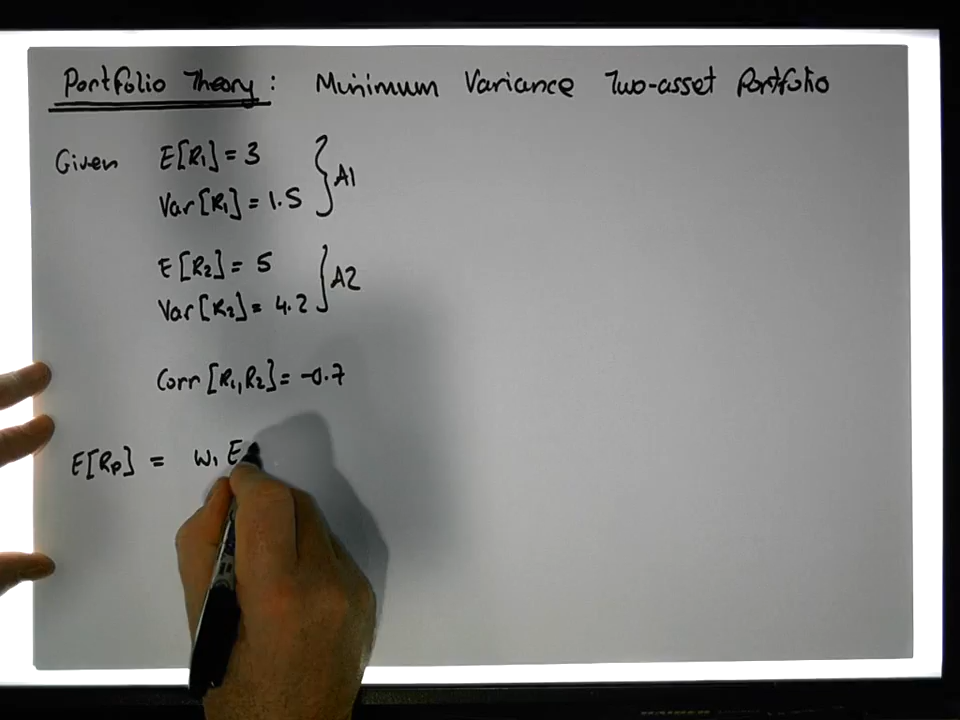 Portfolio Theory: Minimum Variance Two-asset Portfolio
Given E[R₁] = 3
Var[R₁] = 1.5
} A1
E[R₂] = 5
Var[R₂] = 4.2
} A2
Corr[R₁,R₂] = -0.7
E[Rp] = W₁ E